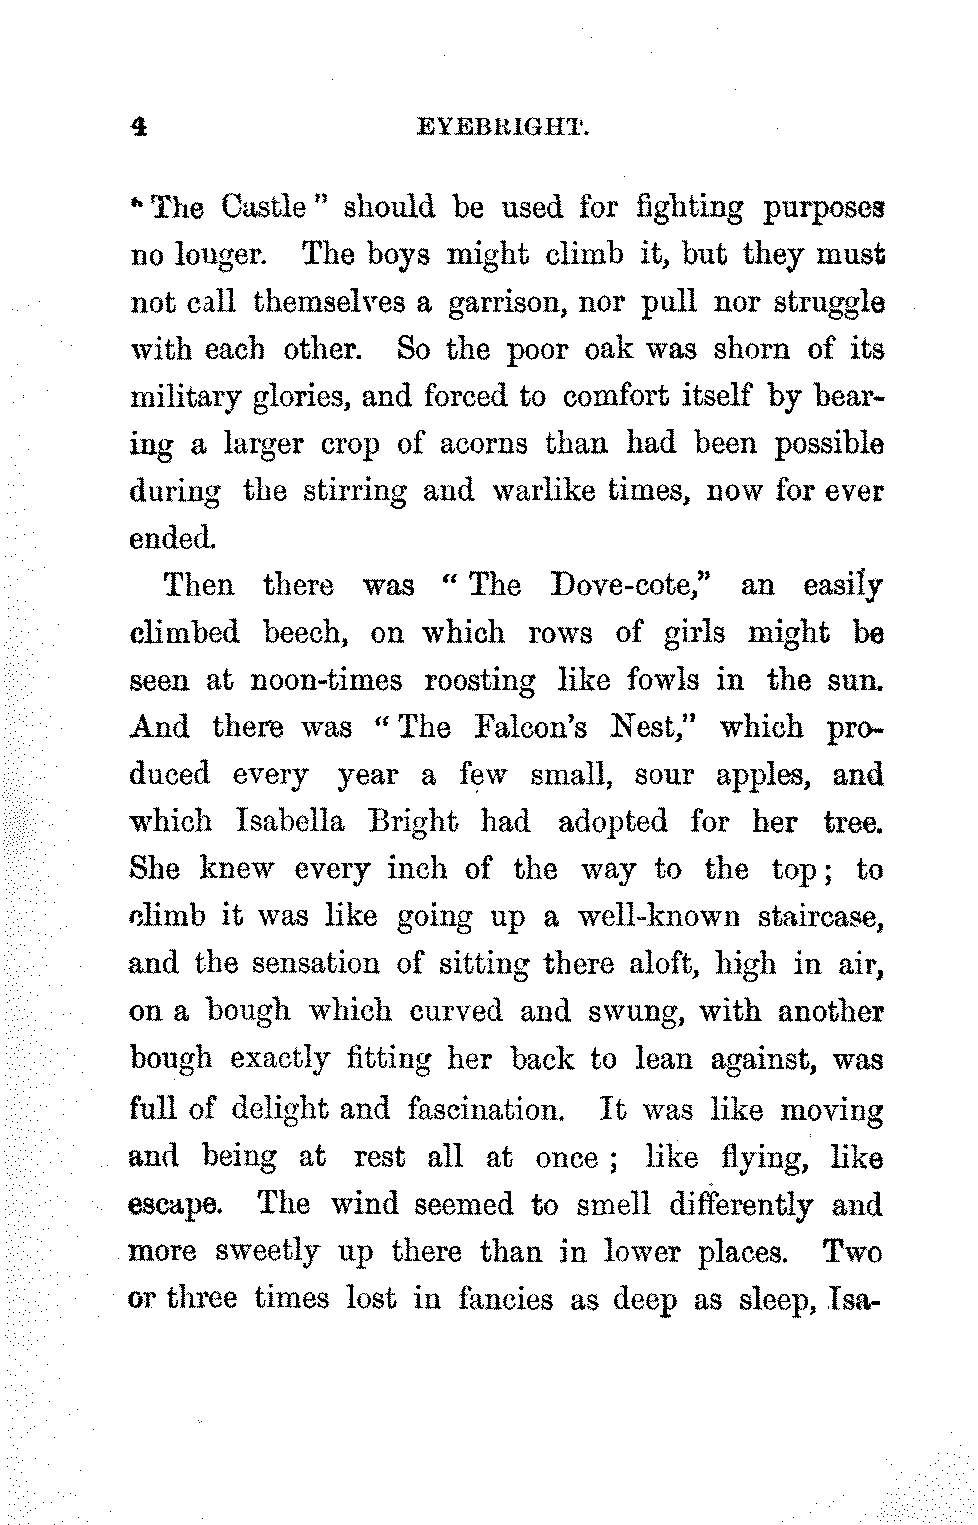 4 EYEBRIGHT.
"The Castle" should be used for fighting purposes
no longer. The boys might climb it, but they must
not call themselves a garrison, nor pull nor struggle
with each other. So the poor oak was shorn of its
military glories, and forced to comfort itself by bear-
ing a larger crop of acorns than had been possible
during the stirring and warlike times, now for ever
ended.
Then there was "The Dove-cote," an easily
climbed beech, on which rows of girls might be
seen at noon-times roosting like fowls in the sun.
And there was "The Falcon's Nest," which pro-
duced every year a few small, sour apples, and
which Isabella Bright had adopted for her tree.
She knew every inch of the way to the top; to
climb it was like going up a well-known staircase,
and the sensation of sitting there aloft, high in air,
on a bough which curved and swung, with another
bough exactly fitting her back to lean against, was
full of delight and fascination. It was like moving
and being at rest all at once; like flying, like
escape. The wind seemed to smell differently and
more sweetly up there than in lower places. Two
or three times lost in fancies as deep as sleep, Isa-